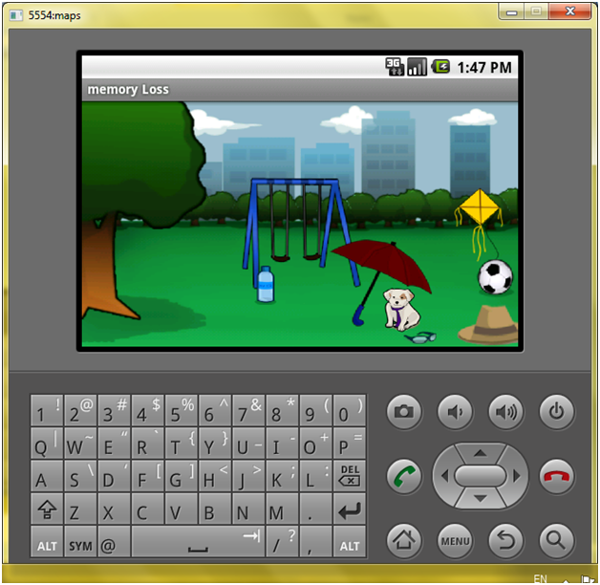 5554:maps
3G 1:47 PM
memory Loss
1 ! 2 @ 3 # 4 $ 5 % 6 ^ 7 & 8 * 9 ( 0 )
Q | W ~ E “ R ` T { Y } U _ I - O + P =
A S \ D ' F [ G ] H < J > K ; L : DEL
Z X C V B N M .
ALT SYM @ / ? , ALT
MENU
EN